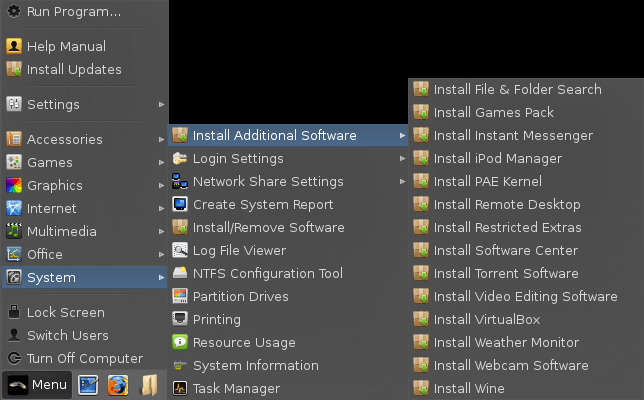 Run Program...
Help Manual
Install Updates
Settings
Accessories
Games
Graphics
Internet
Multimedia
Office
System
Lock Screen
Switch Users
Turn Off Computer
Menu
Install Additional Software
Login Settings
Network Share Settings
Create System Report
Install/Remove Software
Log File Viewer
NTFS Configuration Tool
Partition Drives
Printing
Resource Usage
System Information
Task Manager
Install File & Folder Search
Install Games Pack
Install Instant Messenger
Install iPod Manager
Install PAE Kernel
Install Remote Desktop
Install Restricted Extras
Install Software Center
Install Torrent Software
Install Video Editing Software
Install VirtualBox
Install Weather Monitor
Install Webcam Software
Install Wine